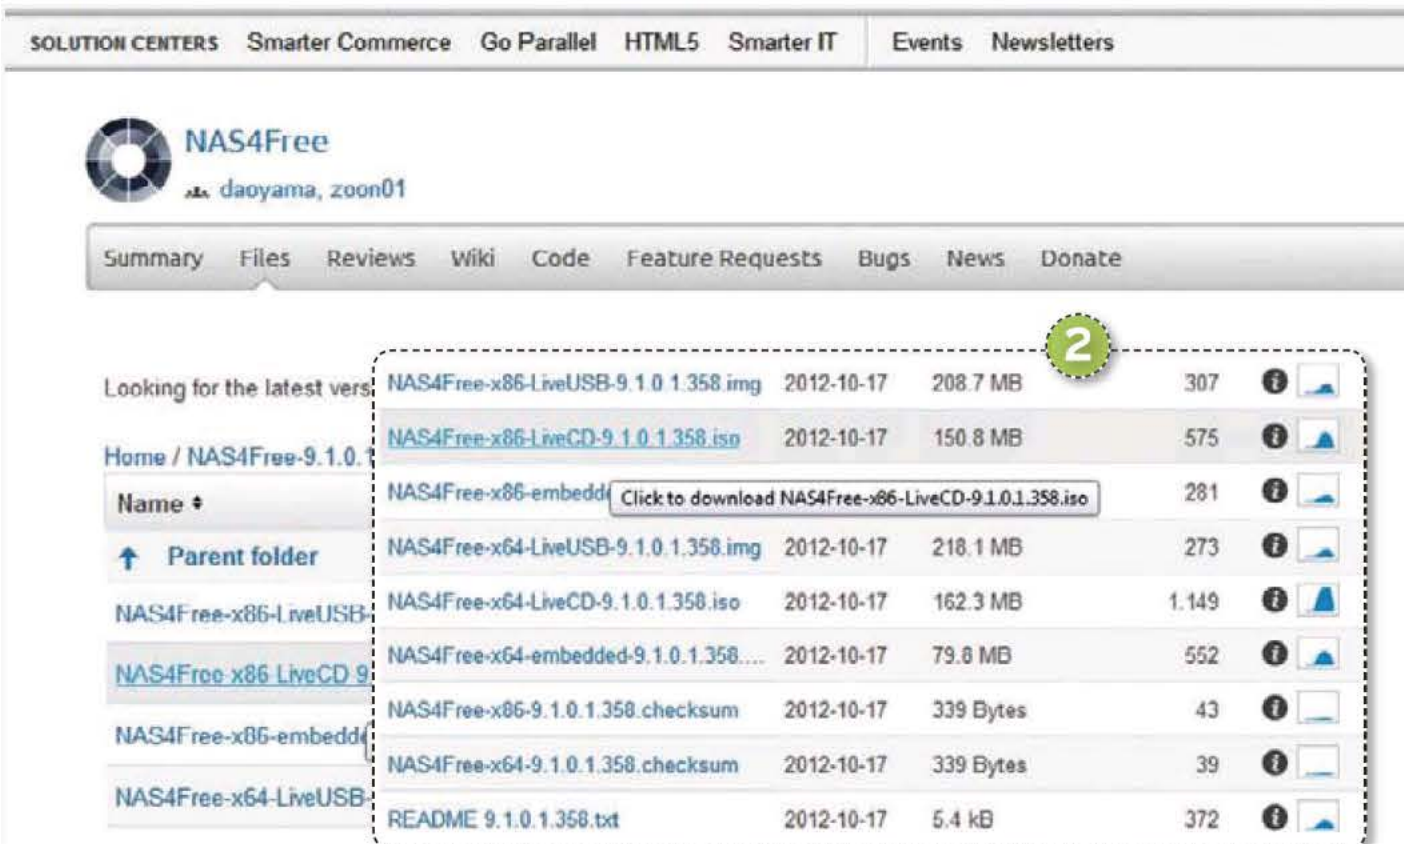 SOLUTION CENTERS Smarter Commerce Go Parallel HTML5 Smarter IT Events Newsletters
NAS4Free
daoyama, zoon01
Summary Files Reviews Wiki Code Feature Requests Bugs News Donate
2
Looking for the latest vers
Home / NAS4Free-9.1.0.1
Name
Parent folder
NAS4Free-x86-LiveUSB-
NAS4Free-x86-LiveCD-9.
NAS4Free-x86-embedde
NAS4Free-x64-LiveUSB-
NAS4Free-x86-LiveUSB-9.1.0.1.358.img 2012-10-17 208.7 MB 307
NAS4Free-x86-LiveCD-9.1.0.1.358.iso 2012-10-17 150.8 MB 575
NAS4Free-x86-embedde 281
Click to download NAS4Free-x86-LiveCD-9.1.0.1.358.iso
NAS4Free-x64-LiveUSB-9.1.0.1.358.img 2012-10-17 218.1 MB 273
NAS4Free-x64-LiveCD-9.1.0.1.358.iso 2012-10-17 162.3 MB 1.149
NAS4Free-x64-embedded-9.1.0.1.358.... 2012-10-17 79.8 MB 552
NAS4Free-x86-9.1.0.1.358.checksum 2012-10-17 339 Bytes 43
NAS4Free-x64-9.1.0.1.358.checksum 2012-10-17 339 Bytes 39
README 9.1.0.1.358.txt 2012-10-17 5.4 kB 372